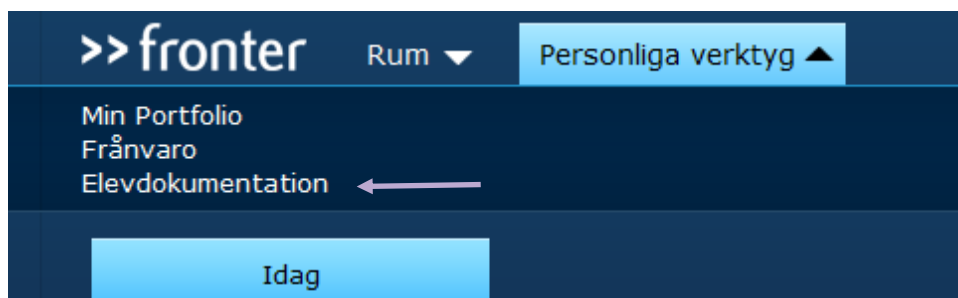 >>fronter Rum Personliga verktyg
Min Portfolio
Frånvaro
Elevdokumentation
Idag